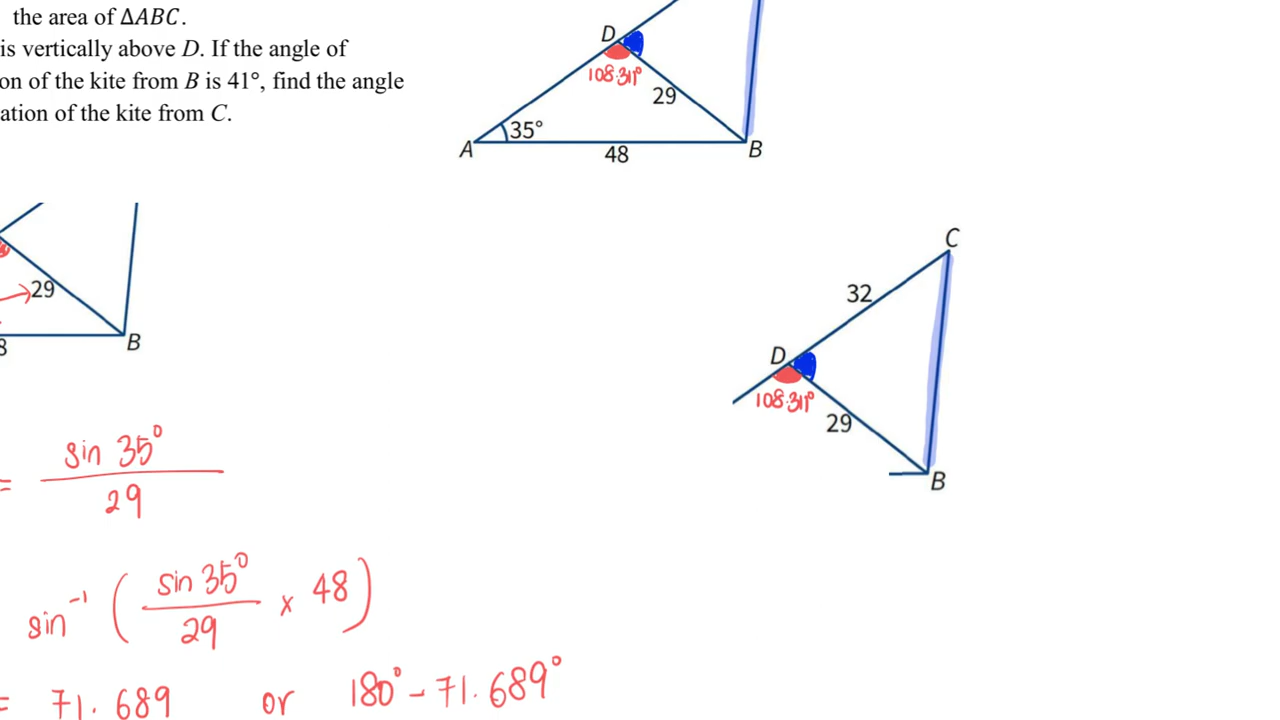 the area of ΔABC.
is vertically above D. If the angle of
on of the kite from B is 41°, find the angle
ation of the kite from C.
D
108.31°
29
A
35°
48
B
29
B
8
C
32
D
108.31°
29
B
= sin 35° / 29
sin⁻¹ ( sin 35° / 29 × 48 )
= 71.689 or 180° - 71.689°